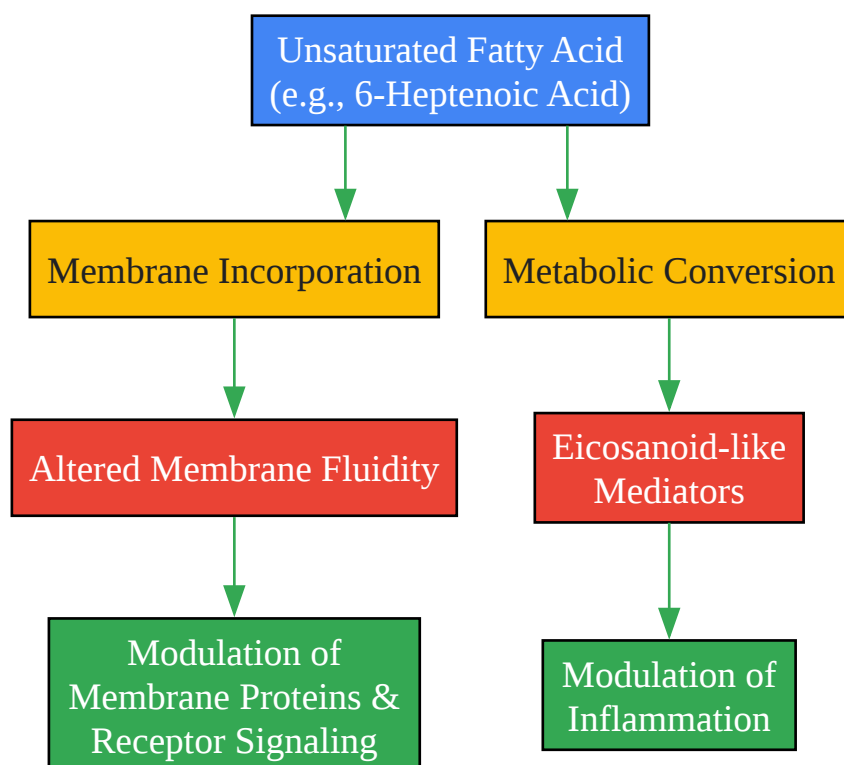 Unsaturated Fatty Acid
(e.g., 6-Heptenoic Acid)
Membrane Incorporation
Metabolic Conversion
Altered Membrane Fluidity
Eicosanoid-like
Mediators
Modulation of
Membrane Proteins &
Receptor Signaling
Modulation of
Inflammation